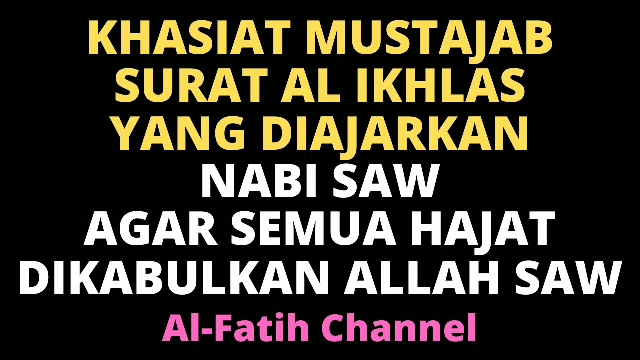 KHASIAT MUSTAJAB
SURAT AL IKHLAS
YANG DIAJARKAN
NABI SAW
AGAR SEMUA HAJAT
DIKABULKAN ALLAH SAW
Al-Fatih Channel